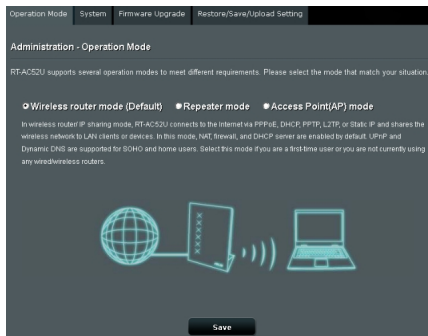 Operation Mode System Firmware Upgrade Restore/Save/Upload Setting
Administration - Operation Mode
RT-AC52U supports several operation modes to meet different requirements. Please select the mode that match your situation.
Wireless router mode (Default) Repeater mode Access Point(AP) mode
In wireless router/ IP sharing mode, RT-AC52U connects to the Internet via PPPoE, DHCP, PPTP, L2TP, or Static IP and shares the
wireless network to LAN clients or devices. In this mode, NAT, firewall, and DHCP server are enabled by default. UPnP and
Dynamic DNS are supported for SOHO and home users. Select this mode if you are a first-time user or you are not currently using
any wired/wireless routers.
Save